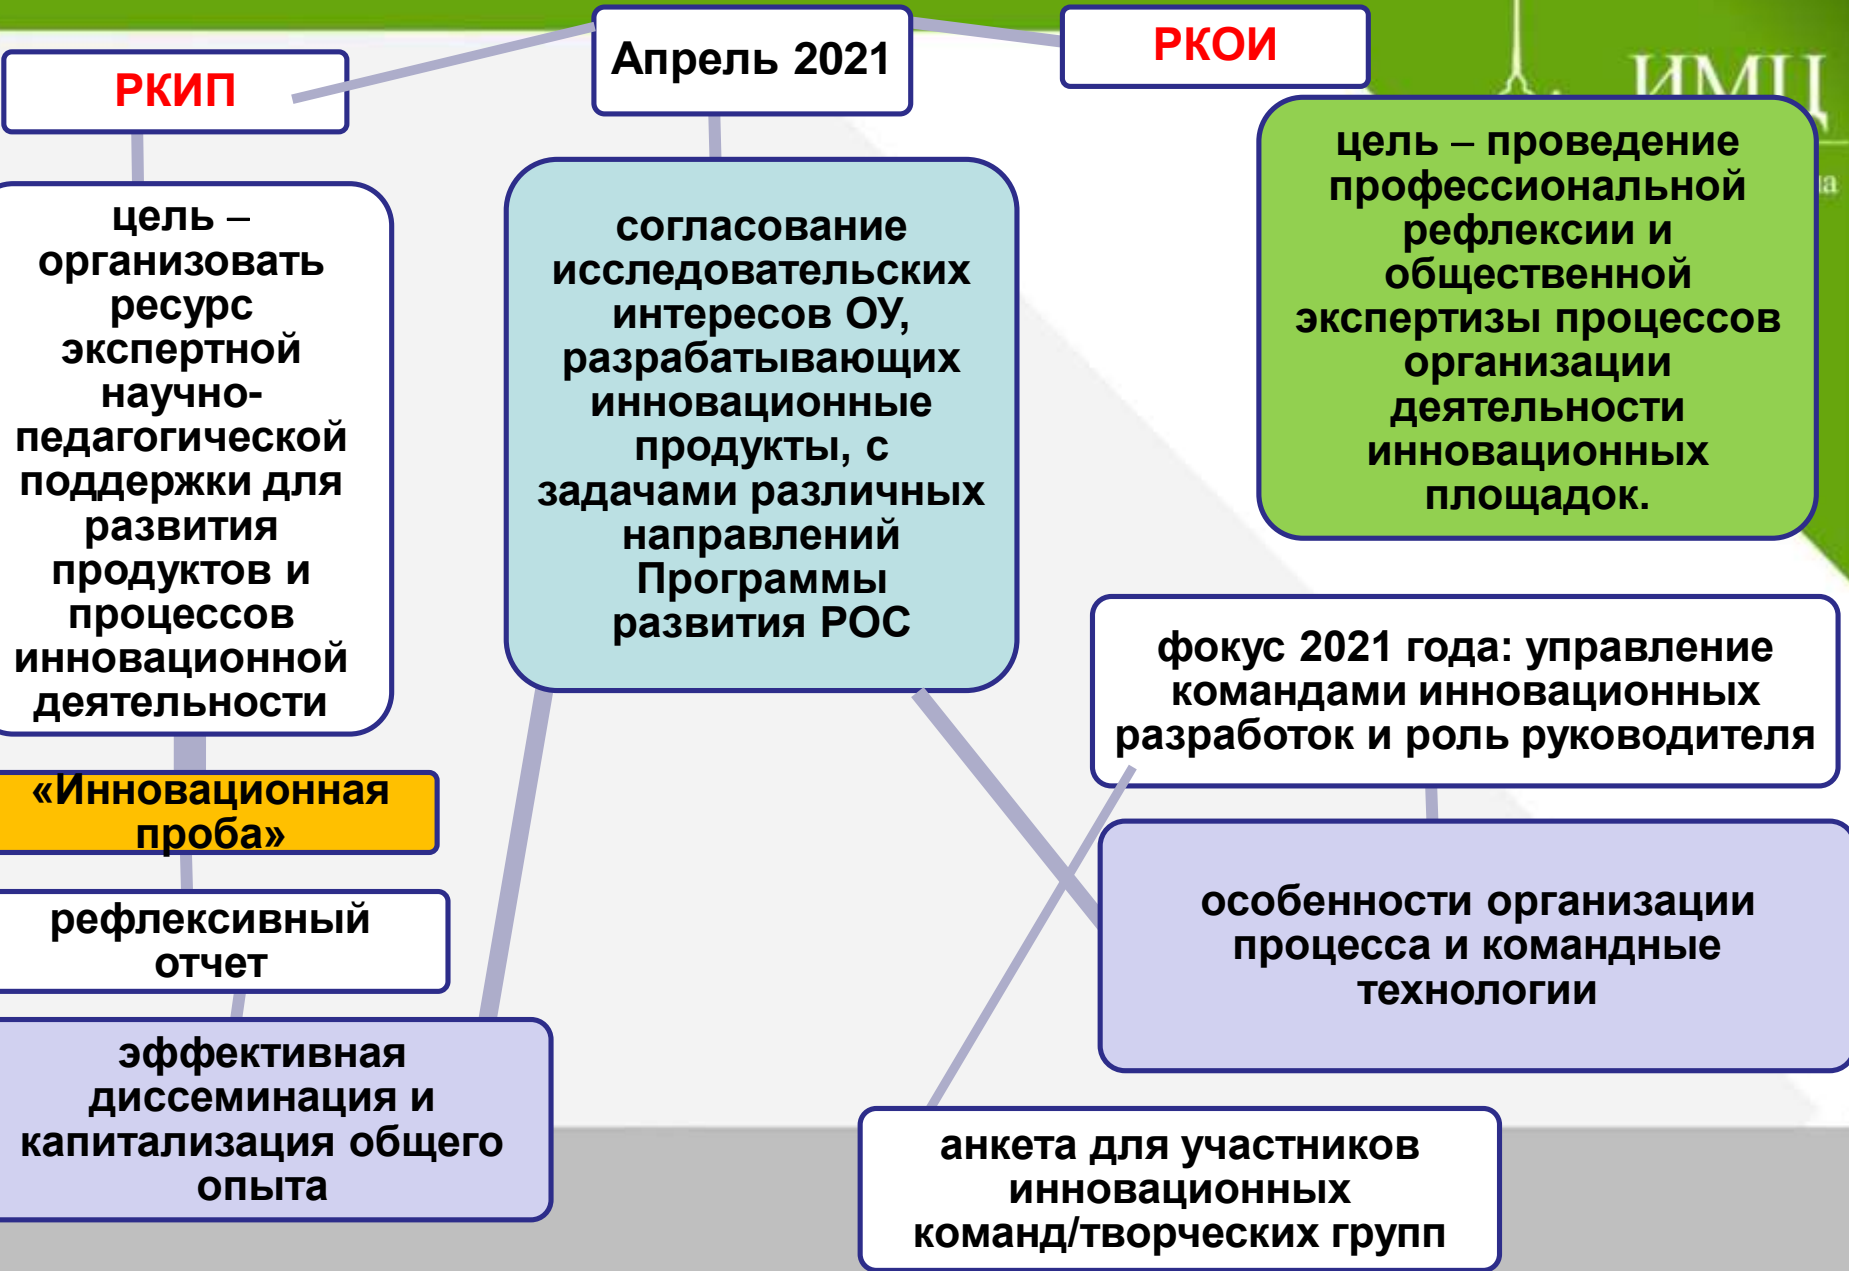 Апрель 2021
РКИП
РКОИ
ИМЦ
цель –
организовать
ресурс
экспертной
научно-
педагогической
поддержки для
развития
продуктов и
процессов
инновационной
деятельности
«Инновационная
проба»
рефлексивный
отчет
эффективная
диссеминация и
капитализация общего
опыта
согласование
исследовательских
интересов ОУ,
разрабатывающих
инновационные
продукты, с
задачами различных
направлений
Программы
развития РОС
цель – проведение
профессиональной
рефлексии и
общественной
экспертизы процессов
организации
деятельности
инновационных
площадок.
фокус 2021 года: управление
командами инновационных
разработок и роль руководителя
особенности организации
процесса и командные
технологии
анкета для участников
инновационных
команд/творческих групп